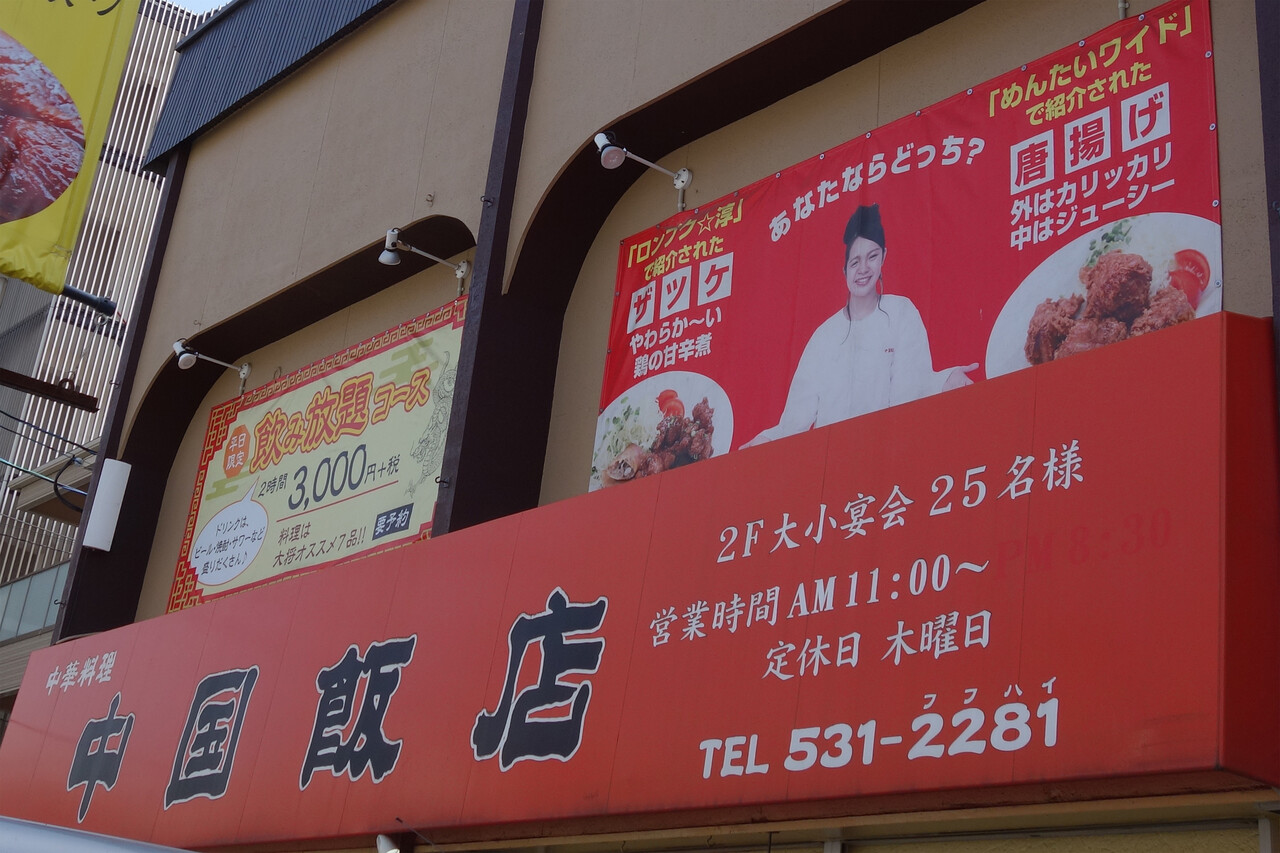 「めんたいワイド」
で紹介された
唐揚げ
外はカリッカリ
中はジューシー
あなたならどっち?
「ロンブク☆淳」
で紹介された
ザツケ
やわらか〜い
鶏の甘辛煮
平日
限定
飲み放題コース
2時間 3,000円+税
ドリンクは、
ビール・焼酎・サワーなど
盛りだくさん♪
料理は
大将オススメ7品!!
要予約
2F大小宴会25名様
営業時間 AM11:00〜PM8:30
定休日 木曜日
フフハイ
TEL 531-2281
中華料理
中国飯店